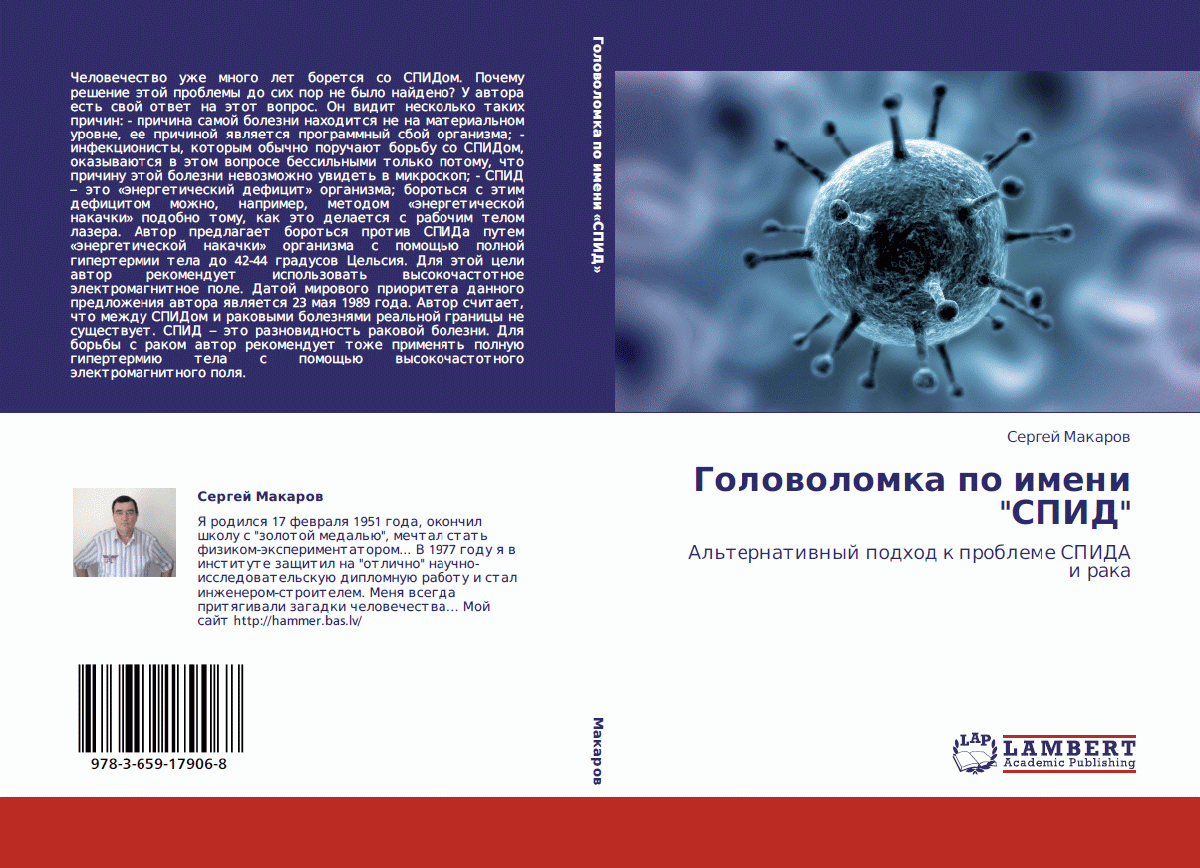 Человечество уже много лет борется со СПИДом. Почему
решение этой проблемы до сих пор не было найдено? У автора
есть свой ответ на этот вопрос. Он видит несколько таких
причин: - причина самой болезни находится не на материальном
уровне, ее причиной является программный сбой организма; -
инфекционисты, которым обычно поручают борьбу со СПИДом,
оказываются в этом вопросе бессильными только потому, что
причину этой болезни невозможно увидеть в микроскоп; - СПИД
– это «энергетический дефицит» организма; бороться с этим
дефицитом можно, например, методом «энергетической
накачки» подобно тому, как это делается с рабочим телом
лазера. Автор предлагает бороться против СПИДа путем
«энергетической накачки» организма с помощью полной
гипертермии тела до 42-44 градусов Цельсия. Для этой цели
автор рекомендует использовать высокочастотное
электромагнитное поле. Датой мирового приоритета данного
предложения автора является 23 мая 1989 года. Автор считает,
что между СПИДом и раковыми болезнями реальной границы не
существует. СПИД – это разновидность раковой болезни. Для
борьбы с раком автор рекомендует тоже применять полную
гипертермию тела с помощью высокочастотного
электромагнитного поля.
Сергей Макаров
Я родился 17 февраля 1951 года, окончил
школу с "золотой медалью", мечтал стать
физиком-экспериментатором... В 1977 году я в
институте защитил на "отлично" научно-
исследовательскую дипломную работу и стал
инженером-строителем. Меня всегда
притягивали загадки человечества... Мой
сайт http://hammer.bas.lv/
978-3-659-17906-8
Головоломка по имени «СПИД»
Макаров
Сергей Макаров
Головоломка по имени
"СПИД"
Альтернативный подход к проблеме СПИДА
и рака
LAP
LAMBERT
Academic Publishing